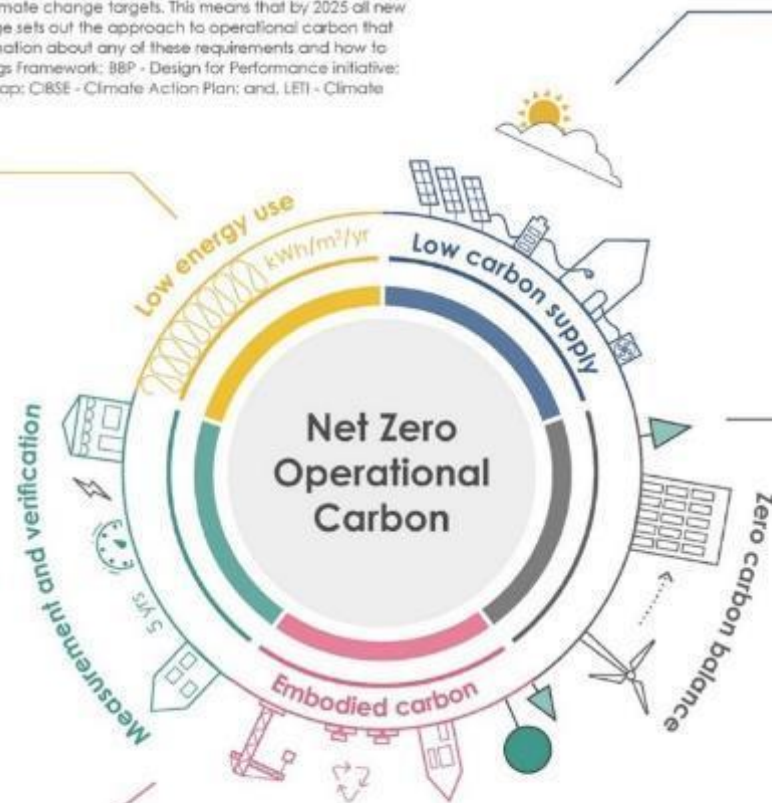 mate change targets. This means that by 2025 all new
ge sets out the approach to operational carbon that
nation about any of these requirements and how to
gs Framework; BBP - Design for Performance initiative;
ap; CIBSE - Climate Action Plan; and, LETI - Climate
Low energy use
kWh/m²/yr
Low carbon supply
Net Zero
Operational
Carbon
Measurement and verification
5 yrs
Zero carbon balance
Embodied carbon